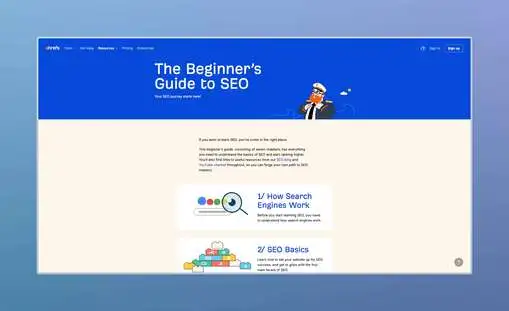 ahrefs
Resources
Pricing
Sign in
Sign up
The Beginner's
Guide to SEO
Your SEO journey starts here!
If you want to learn SEO, you've come to the right place.
This beginner's guide, consisting of seven chapters, has everything
you need to understand the basics of SEO and start ranking higher.
You'll also find links to useful resources from our SEO blog and
YouTube channel throughout, so you can forge your own path to SEO
mastery.
1/ How Search
Engines Work
Before you start learning SEO, you need
to understand how search engines work.
2/ SEO Basics
Learn how to set your website up for SEO
success, and get to grips with the four
main facets of SEO.